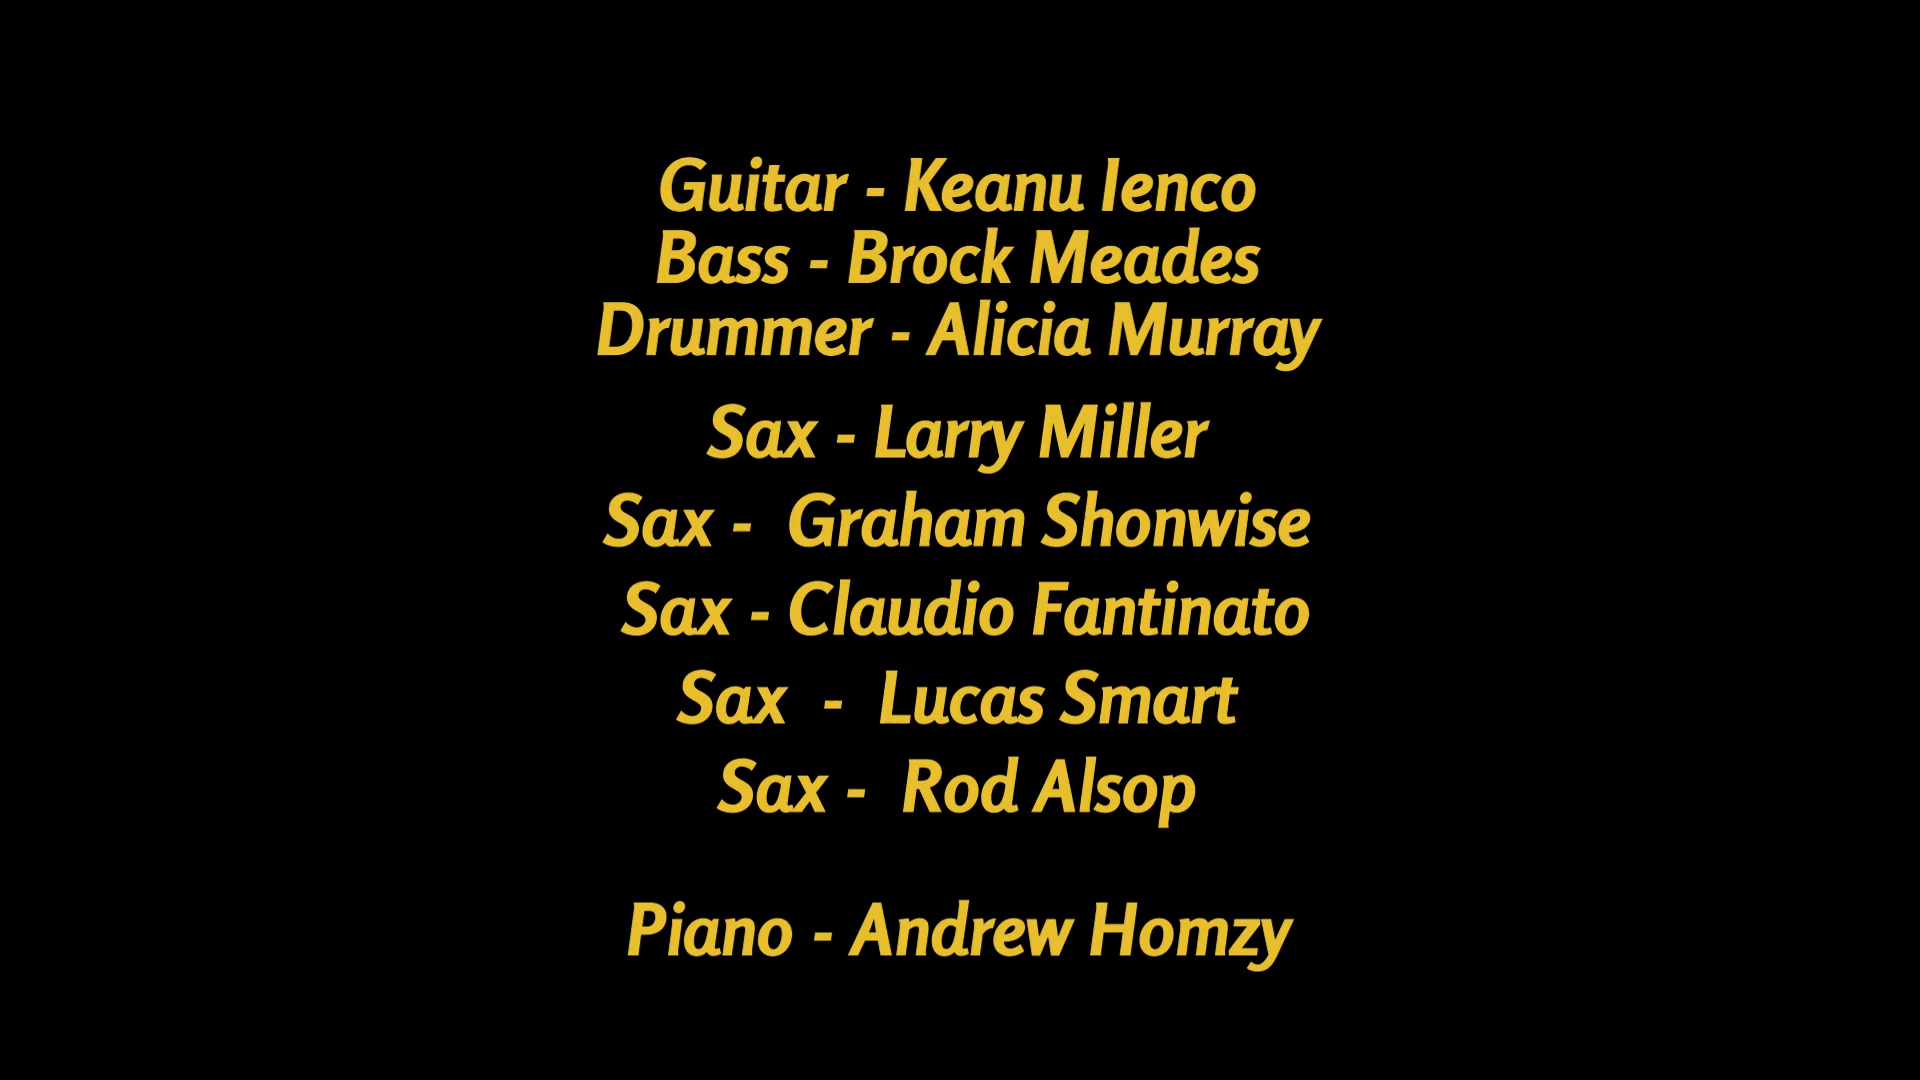 Guitar - Keanu Ienco
Bass - Brock Meades
Drummer - Alicia Murray
Sax - Larry Miller
Sax -  Graham Shonwise
Sax - Claudio Fantinato
Sax  -  Lucas Smart
Sax -  Rod Alsop
Piano - Andrew Homzy